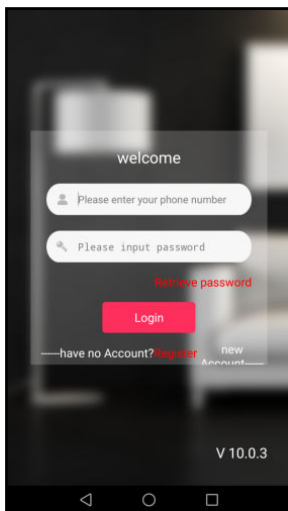 welcome
Please enter your phone number
Please input password
Retrieve password
Login
——have no Account?Register new
Account——
V 10.0.3